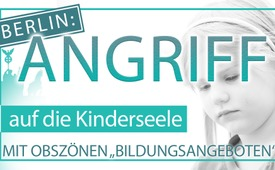 BERLIN:
ANGRIFF
auf die Kinderseele
MIT OBSZÖNEN „BILDUNGSANGEBOTEN“